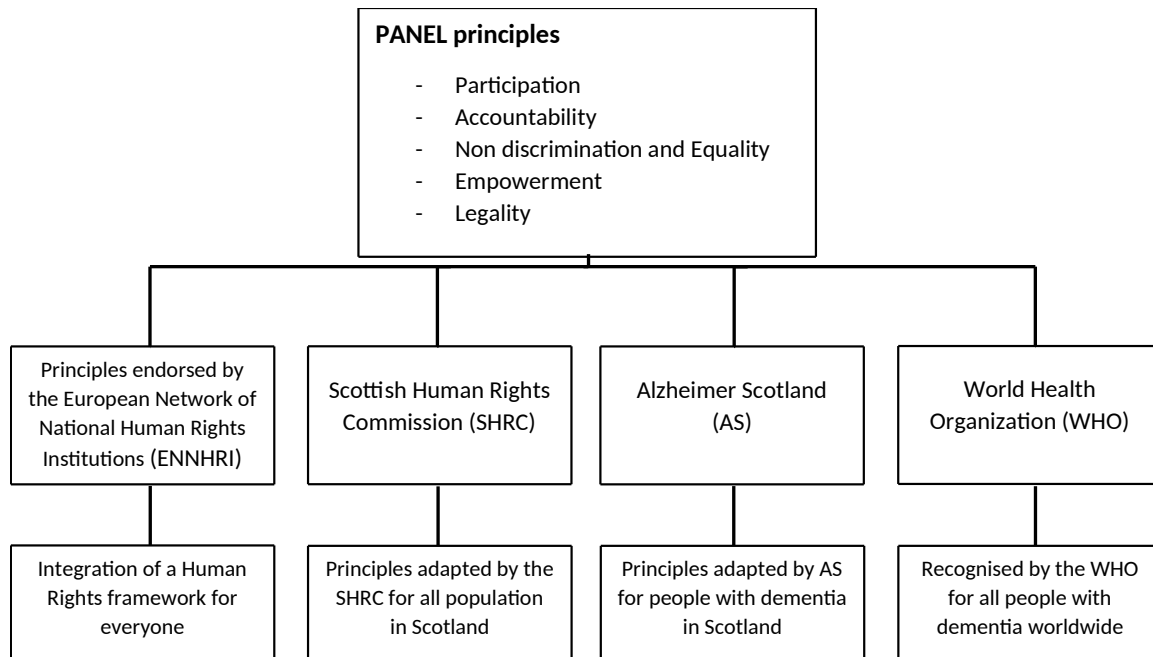 PANEL principles
- Participation
- Accountability
- Non discrimination and Equality
- Empowerment
- Legality
Principles endorsed by
the European Network of
National Human Rights
Institutions (ENNHRI)
Scottish Human Rights
Commission (SHRC)
Alzheimer Scotland
(AS)
World Health
Organization (WHO)
Integration of a Human
Rights framework for
everyone
Principles adapted by the
SHRC for all population
in Scotland
Principles adapted by AS
for people with dementia
in Scotland
Recognised by the WHO
for all people with
dementia worldwide